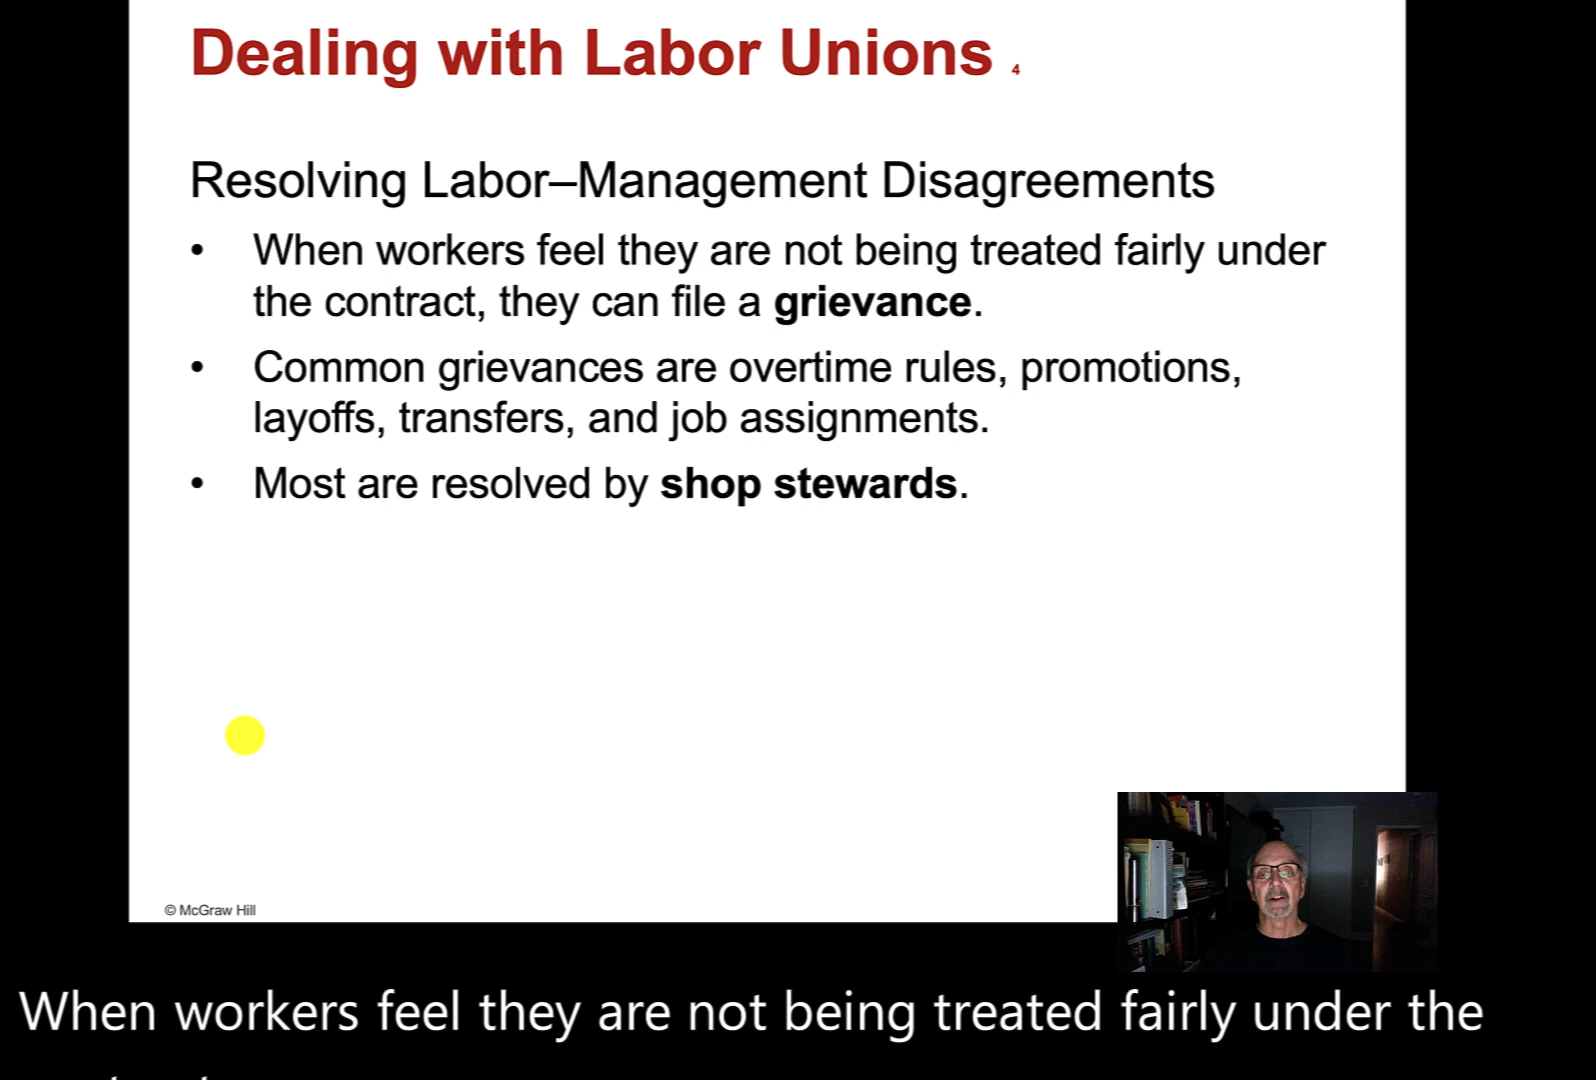 Dealing with Labor Unions 4
Resolving Labor–Management Disagreements
• When workers feel they are not being treated fairly under
the contract, they can file a grievance.
• Common grievances are overtime rules, promotions,
layoffs, transfers, and job assignments.
• Most are resolved by shop stewards.
© McGraw Hill
When workers feel they are not being treated fairly under the